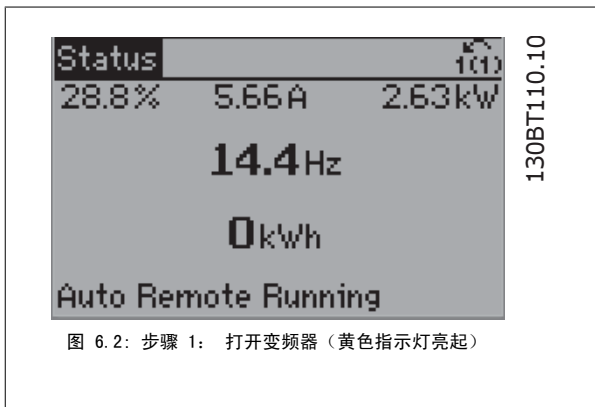 Status
1(1)
28.8% 5.66A 2.63kW
14.4Hz
0kWh
Auto Remote Running
130BT110.10
图 6.2: 步骤 1： 打开变频器（黄色指示灯亮起）